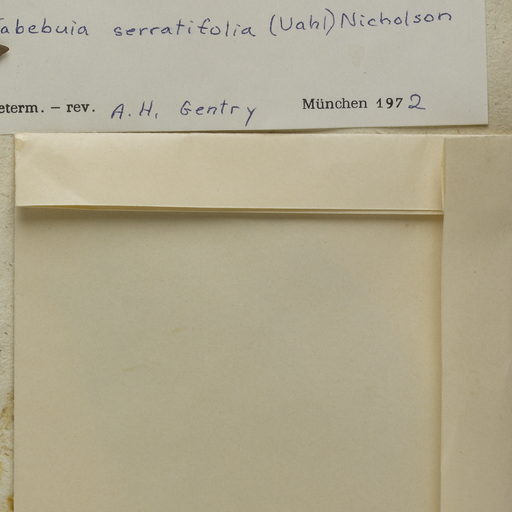 abebuia serratifolia (Vahl) Nicholson
eterm. – rev. A.H. Gentry München 1972